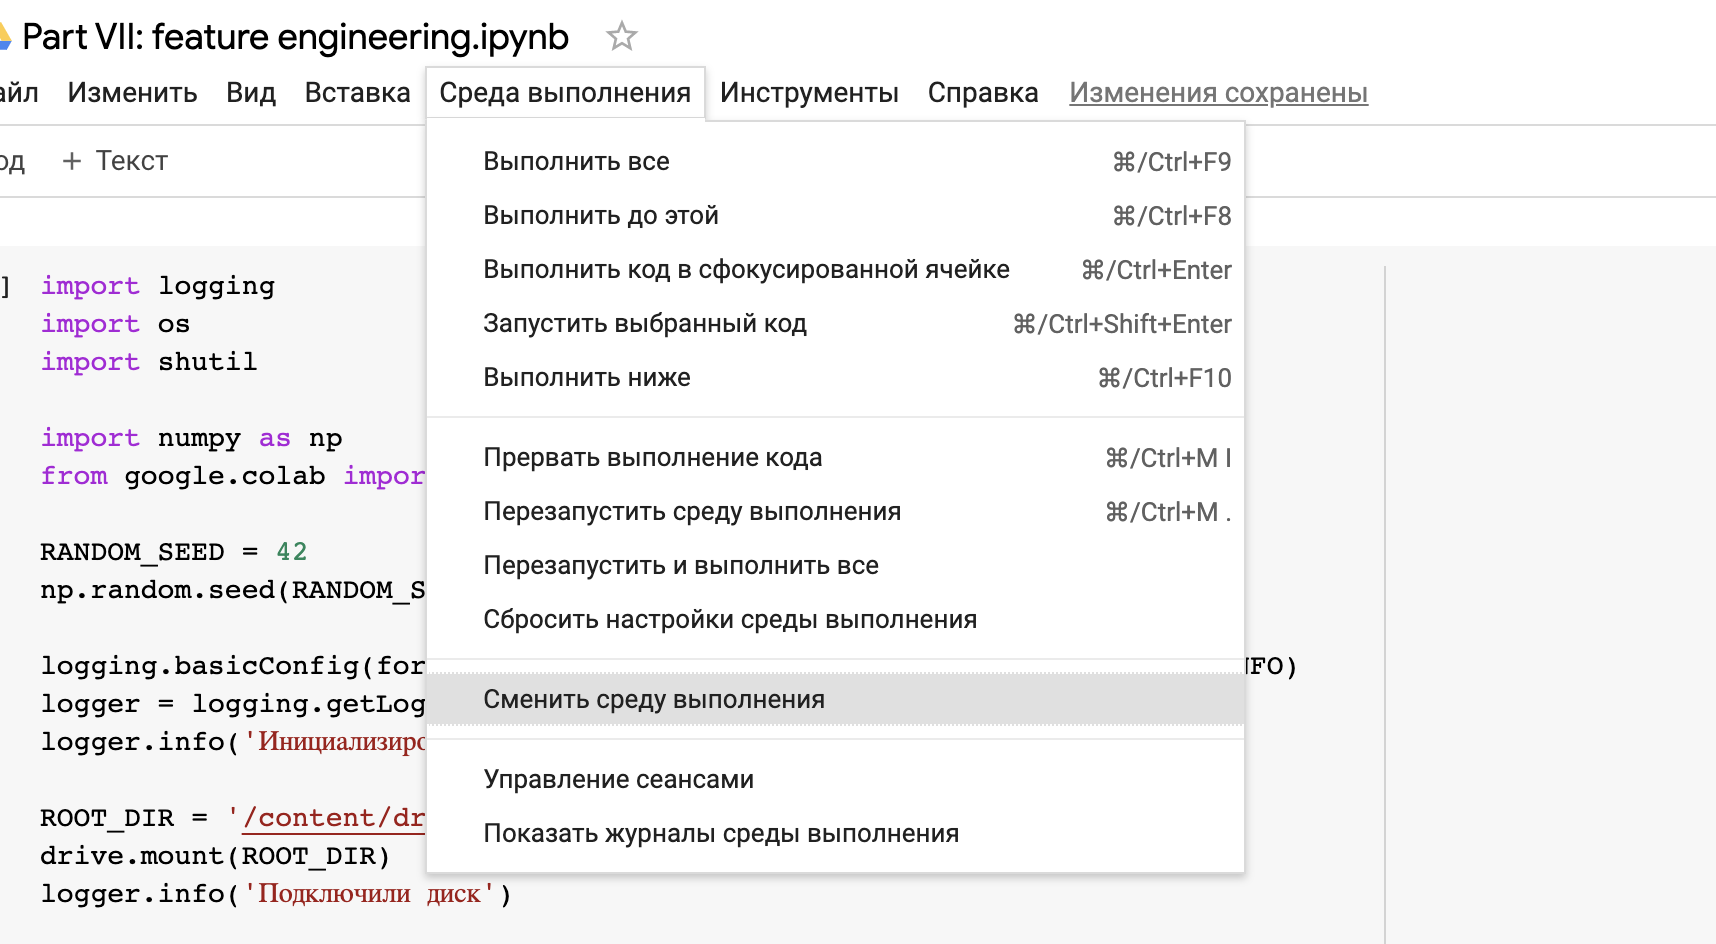 Part VII: feature engineering.ipynb
айл Изменить Вид Вставка Среда выполнения Инструменты Справка Изменения сохранены
од + Текст
Выполнить все ⌘/Ctrl+F9
Выполнить до этой ⌘/Ctrl+F8
Выполнить код в сфокусированной ячейке ⌘/Ctrl+Enter
Запустить выбранный код ⌘/Ctrl+Shift+Enter
Выполнить ниже ⌘/Ctrl+F10
Прервать выполнение кода ⌘/Ctrl+M I
Перезапустить среду выполнения ⌘/Ctrl+M .
Перезапустить и выполнить все
Сбросить настройки среды выполнения
Сменить среду выполнения
Управление сеансами
Показать журналы среды выполнения
] import logging
import os
import shutil
import numpy as np
from google.colab impor
RANDOM_SEED = 42
np.random.seed(RANDOM_S
logging.basicConfig(for NFO)
logger = logging.getLog
logger.info('Инициализиро
ROOT_DIR = '/content/dr
drive.mount(ROOT_DIR)
logger.info('Подключили диск')